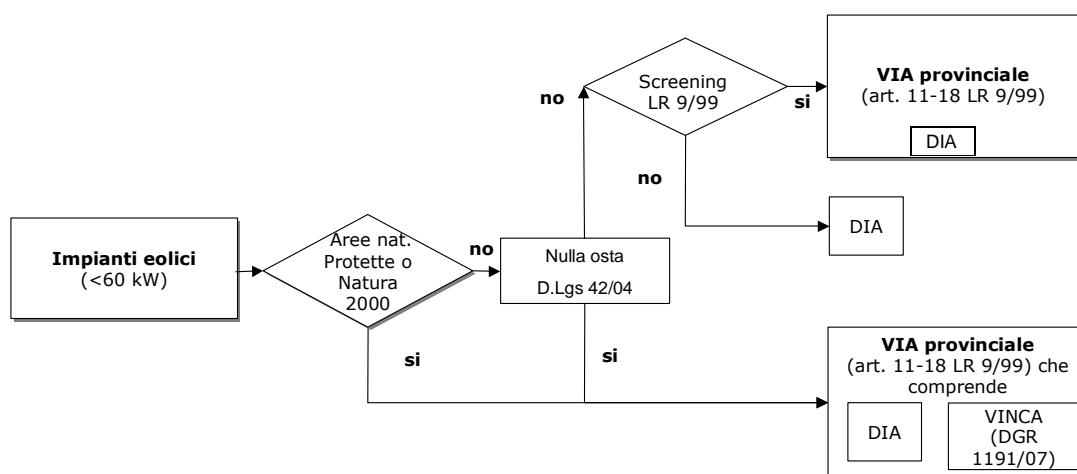 Impianti eolici
(<60 kW)
Aree nat.
Protette o
Natura
2000
no
si
Nulla osta
D.Lgs 42/04
no
si
Screening
LR 9/99
si
no
VIA provinciale
(art. 11-18 LR 9/99)
DIA
DIA
VIA provinciale
(art. 11-18 LR 9/99) che
comprende
DIA
VINCA
(DGR
1191/07)